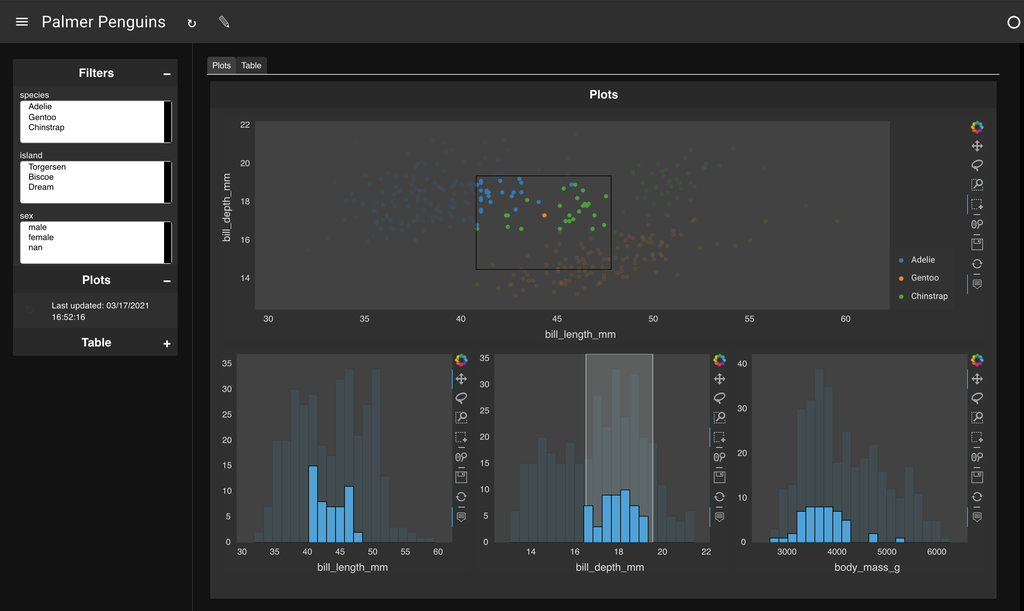 Palmer Penguins
Filters
species
Adelie
Gentoo
Chinstrap
island
Torgersen
Biscoe
Dream
sex
male
female
nan
Plots
Last updated: 03/17/2021
16:52:16
Table
Plots Table
Plots
22
20
18
16
14
bill_depth_mm
30 35 40 45 50 55 60
bill_length_mm
Adelie
Gentoo
Chinstrap
35
30
25
20
15
10
5
0
30 35 40 45 50 55 60
bill_length_mm
35
30
25
20
15
10
5
0
14 16 18 20 22
bill_depth_mm
40
30
20
10
0
3000 4000 5000 6000
body_mass_g